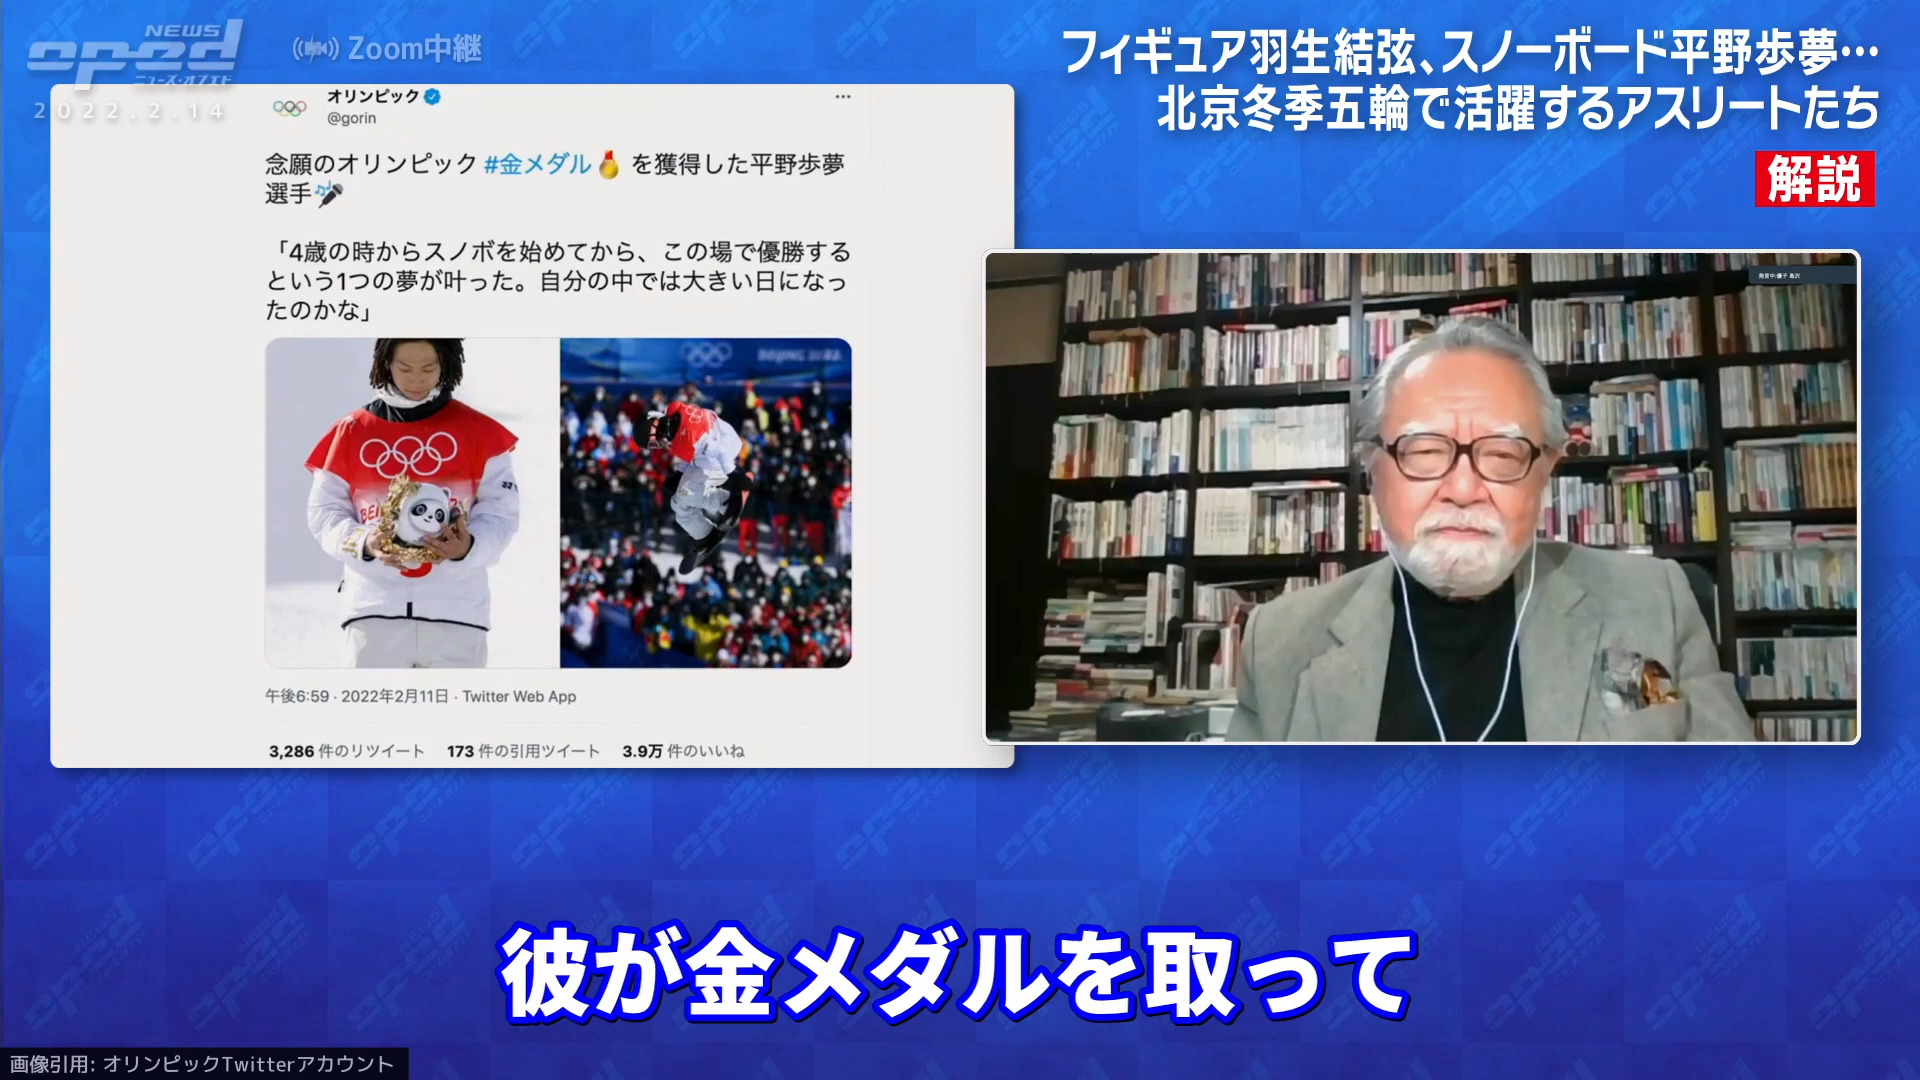 NEWS
oped
ニューズ・オプエド
2022.2.14
Zoom中継
フィギュア羽生結弦、スノーボード平野歩夢…
北京冬季五輪で活躍するアスリートたち
解説
オリンピック
@gorin
念願のオリンピック #金メダル🏅 を獲得した平野歩夢
選手🎤
「4歳の時からスノボを始めてから、この場で優勝する
という1つの夢が叶った。自分の中では大きい日になっ
たのかな」
BEIJING 2022
午後6:59 · 2022年2月11日 · Twitter Web App
3,286 件のリツイート 173 件の引用ツイート 3.9万 件のいいね
彼が金メダルを取って
画像引用: オリンピックTwitterアカウント